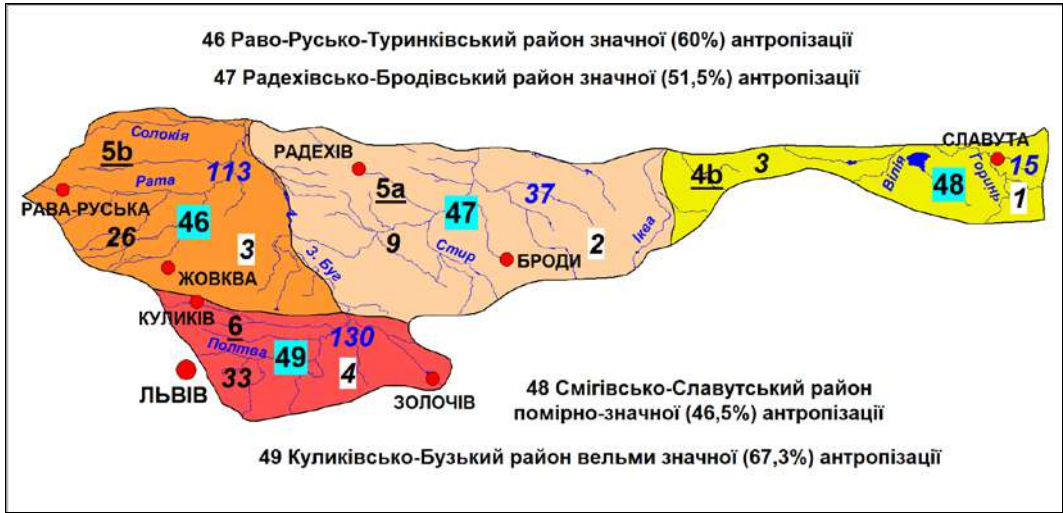 46 Раво-Русько-Туринківський район значної (60%) антропізації
47 Радехівсько-Бродівський район значної (51,5%) антропізації
Солокія
5b
Рата
113
РАВА-РУСЬКА
46
26
3
ЖОВКВА
РАДЕХІВ
5а
47
37
9
Стир
2
БРОДИ
Іква
З. Буг
4b
3
Вілія
48
Горинь
СЛАВУТА
15
1
КУЛИКІВ
6
Полтва
130
49
33
4
ЛЬВІВ
ЗОЛОЧІВ
48 Смігівсько-Славутський район
помірно-значної (46,5%) антропізації
49 Куликівсько-Бузький район вельми значної (67,3%) антропізації